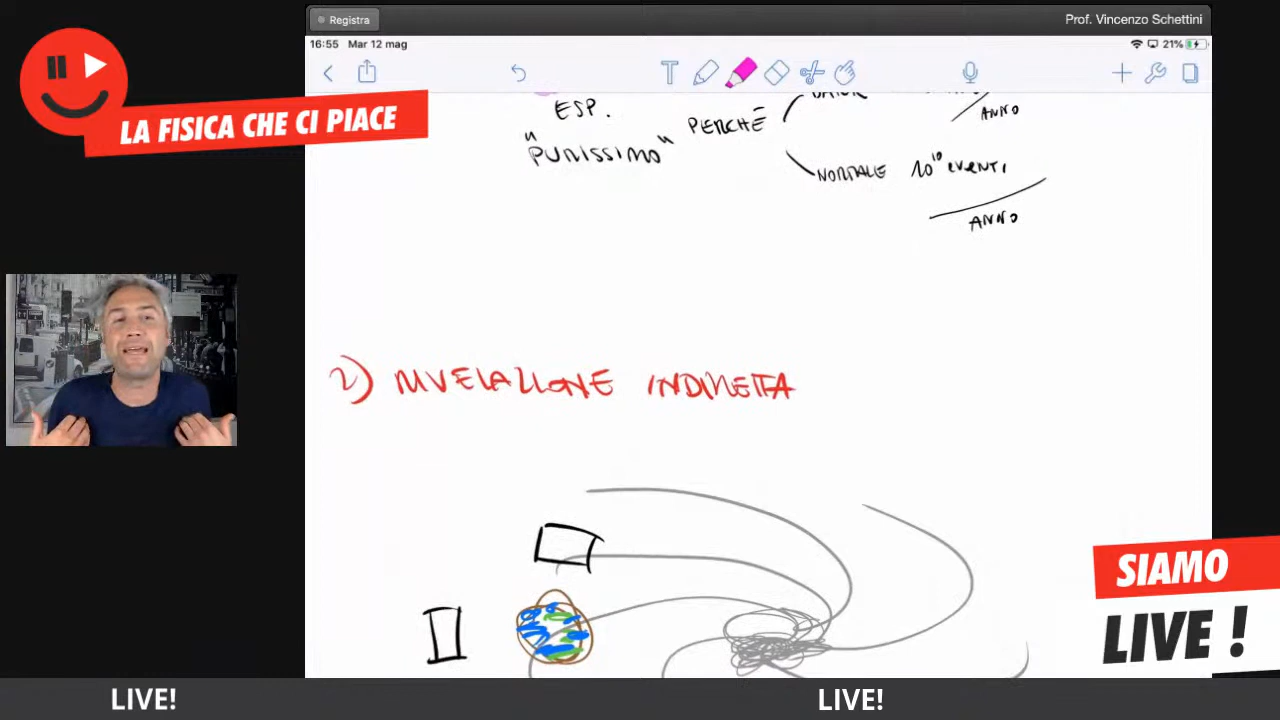 Registra
Prof. Vincenzo Schettini
16:55 Mar 12 mag
21%
LA FISICA CHE CI PIACE
ESP.
"PURISSIMO" PERCHÉ
ANNO
NORMALE 10¹⁰ EVENTI
ANNO
2) RIVELAZIONE INDIRETTA
SIAMO
LIVE !
LIVE!
LIVE!